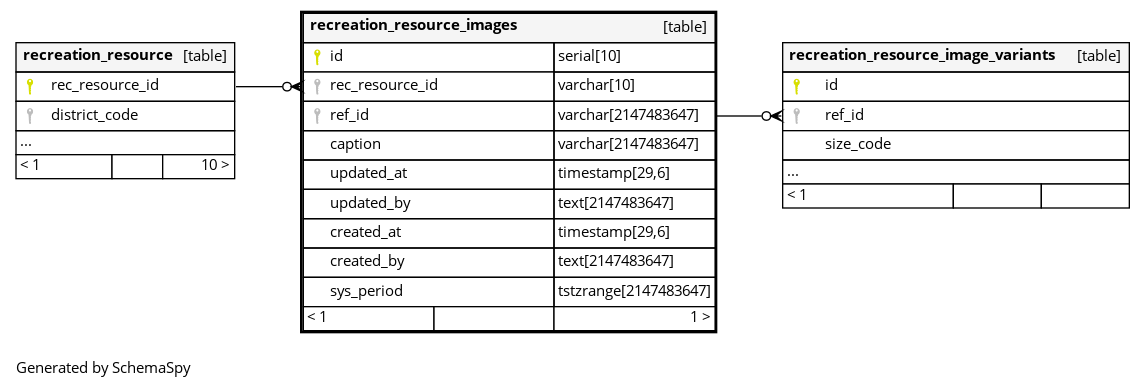 recreation_resource [table]
rec_resource_id
district_code
...
< 1 10 >
recreation_resource_images [table]
id serial[10]
rec_resource_id varchar[10]
ref_id varchar[2147483647]
caption varchar[2147483647]
updated_at timestamp[29,6]
updated_by text[2147483647]
created_at timestamp[29,6]
created_by text[2147483647]
sys_period tstzrange[2147483647]
< 1 1 >
recreation_resource_image_variants [table]
id
ref_id
size_code
...
< 1
Generated by SchemaSpy